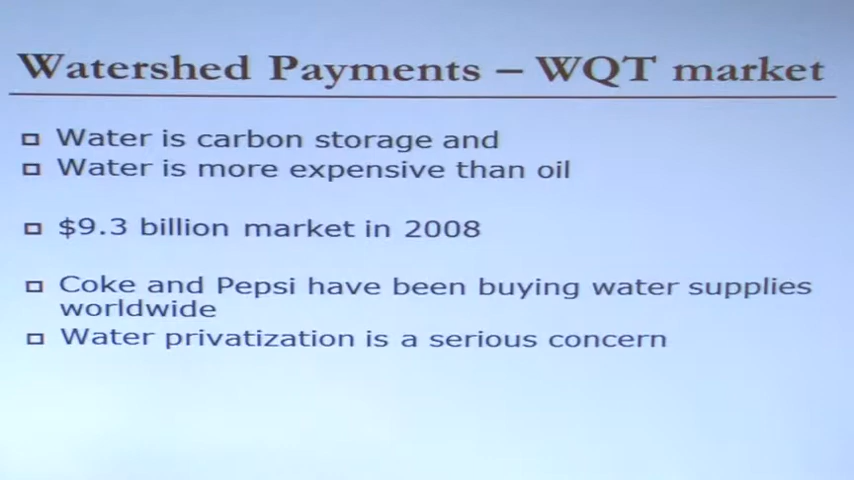 Watershed Payments – WQT market
Water is carbon storage and
Water is more expensive than oil
$9.3 billion market in 2008
Coke and Pepsi have been buying water supplies
worldwide
Water privatization is a serious concern